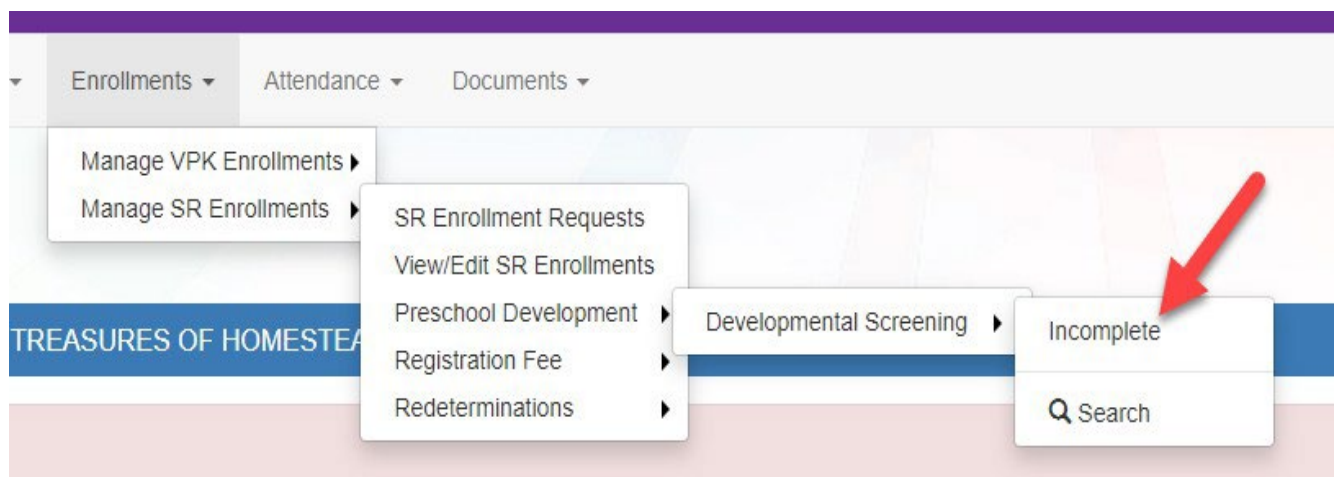 Enrollments
Attendance
Documents
Manage VPK Enrollments
Manage SR Enrollments
SR Enrollment Requests
View/Edit SR Enrollments
Preschool Development
Registration Fee
Redeterminations
Developmental Screening
Incomplete
Search
TREASURES OF